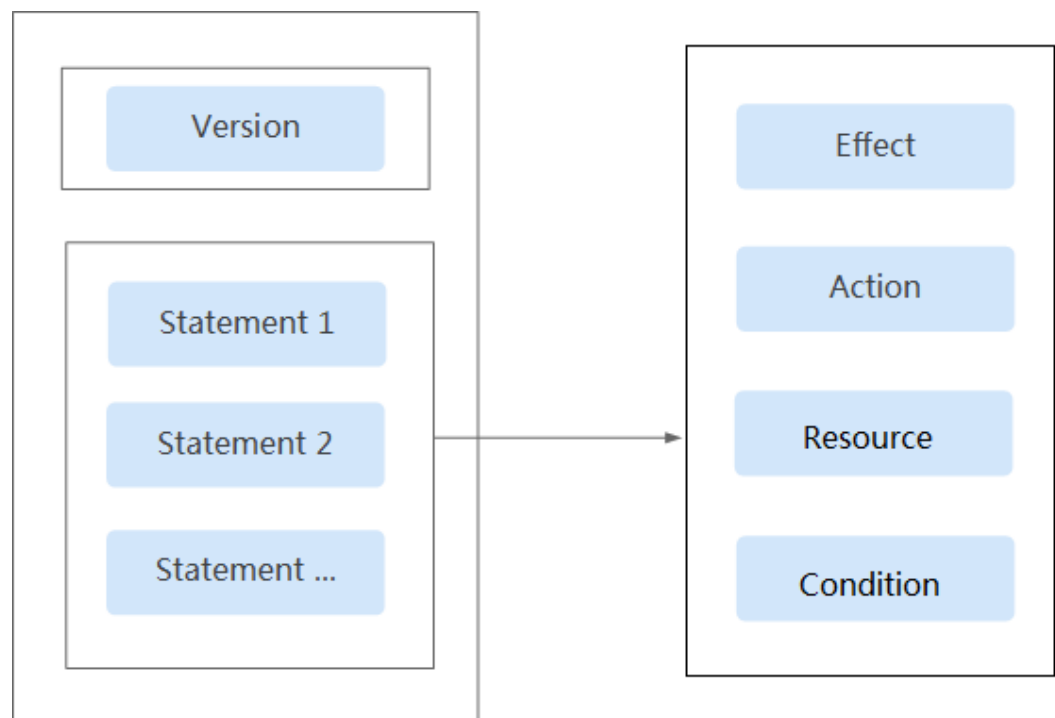 Version
Statement 1
Statement 2
Statement ...
Effect
Action
Resource
Condition